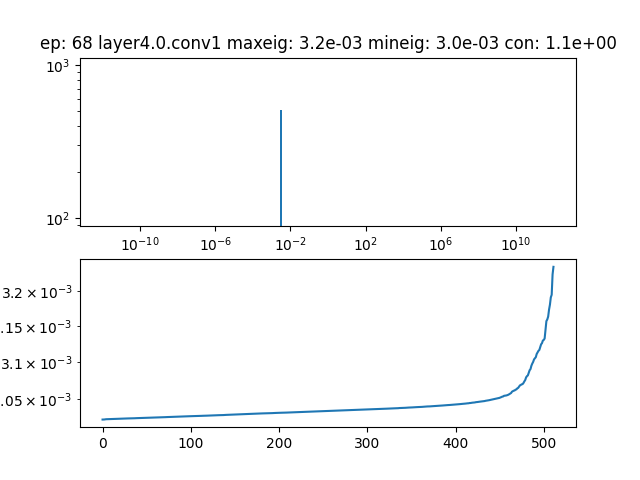 ep: 68 layer4.0.conv1 maxeig: 3.2e-03 mineig: 3.0e-03 con: 1.1e+00
10³
10²
10⁻¹⁰ 10⁻⁶ 10⁻² 10² 10⁶ 10¹⁰
3.2 × 10⁻³
.15 × 10⁻³
3.1 × 10⁻³
.05 × 10⁻³
0 100 200 300 400 500